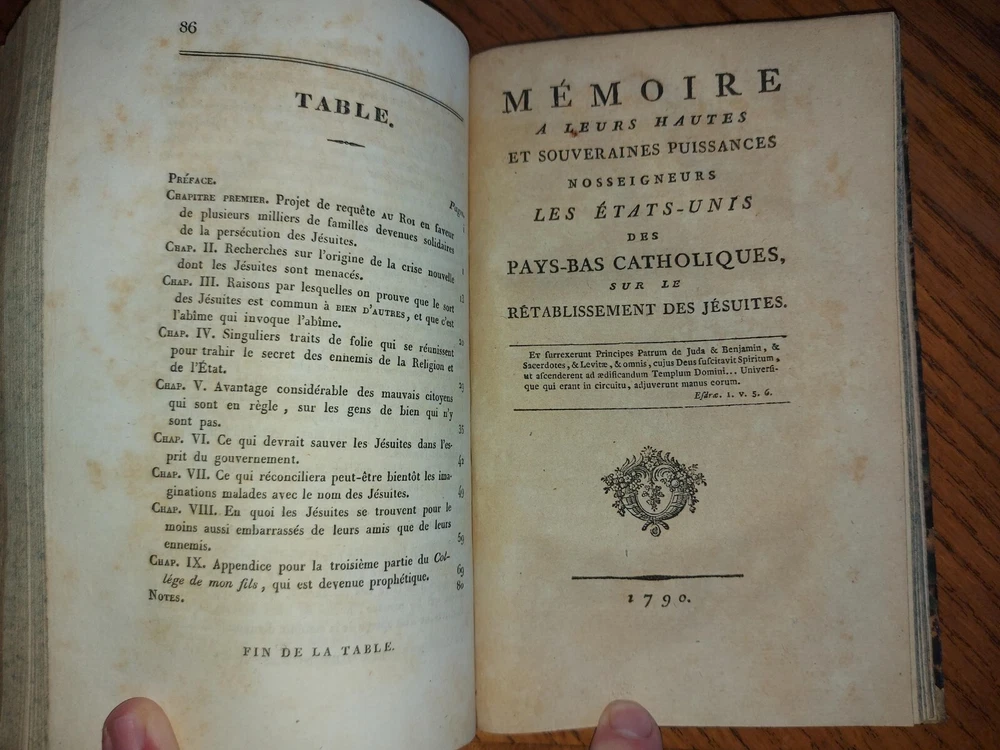 86
TABLE.
Pages.
PRÉFACE. j
CHAPITRE PREMIER. Projet de requête AU ROI en faveur
de plusieurs milliers de familles devenues solidaires
de la persécution des Jésuites. 1
CHAP. II. Recherches sur l'origine de la crise nouvelle
dont les Jésuites sont menacés. 12
CHAP. III. Raisons par lesquelles on prouve que le sort
des Jésuites est commun à BIEN D'AUTRES, et que c'est
l'abîme qui invoque l'abîme. 20
CHAP. IV. Singuliers traits de folie qui se réunissent
pour trahir le secret des ennemis de la Religion et
de l'État. 23
CHAP. V. Avantage considérable des mauvais citoyens
qui sont en règle, sur les gens de bien qui n'y
sont pas. 35
CHAP. VI. Ce qui devrait sauver les Jésuites dans l'es-
prit du gouvernement. 42
CHAP. VII. Ce qui réconciliera peut-être bientôt les ima-
ginations malades avec le nom des Jésuites. 49
CHAP. VIII. En quoi les Jésuites se trouvent pour le
moins aussi embarrassés de leurs amis que de leurs
ennemis. 59
CHAP. IX. Appendice pour la troisième partie du Col-
lége de mon fils, qui est devenue prophétique. 69
NOTES. 80
FIN DE LA TABLE.
MÉMOIRE
A LEURS HAUTES
ET SOUVERAINES PUISSANCES
NOSSEIGNEURS
LES ÉTATS-UNIS
DES
PAYS-BAS CATHOLIQUES,
SUR LE
RÉTABLISSEMENT DES JÉSUITES.
Et surrexerunt Principes Patrum de Juda & Benjamin, &
Sacerdotes, & Levitæ, & omnis, cujus Deus suscitavit Spiritum,
ut ascenderent ad ædificandum Templum Domini... Universi-
que qui erant in circuitu, adjuverunt manus eorum.
Esdræ. 1. v. 5. 6.
1790.